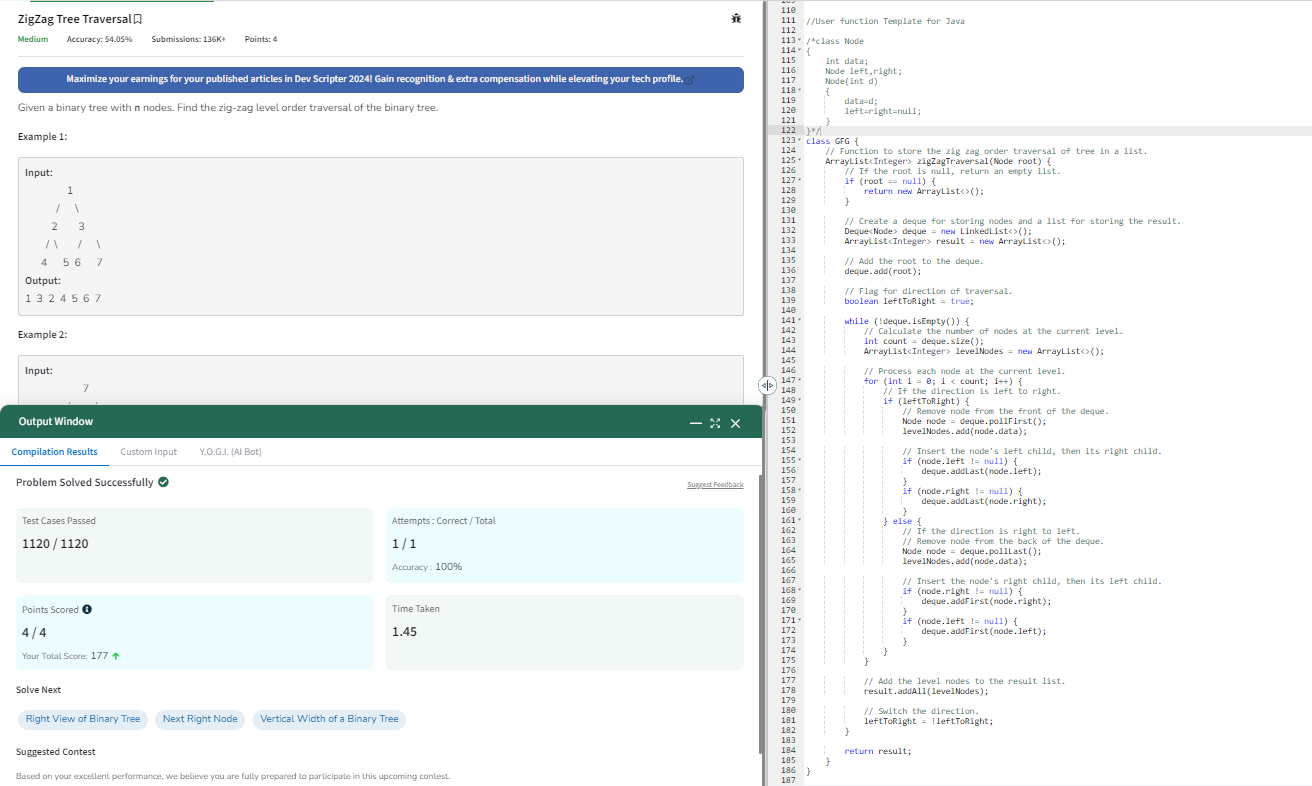 ZigZag Tree Traversal
Medium Accuracy: 54.05% Submissions: 136K+ Points: 4
Maximize your earnings for your published articles in Dev Scripter 2024! Gain recognition & extra compensation while elevating your tech profile.
Given a binary tree with n nodes. Find the zig-zag level order traversal of the binary tree.
Example 1:
Input:
1
/ \
2 3
/ \ / \
4 5 6 7
Output:
1 3 2 4 5 6 7
Example 2:
Input:
7
Output Window
Compilation Results Custom Input Y.O.G.I. (AI Bot)
Problem Solved Successfully
Suggest Feedback
Test Cases Passed
1120 / 1120
Attempts : Correct / Total
1 / 1
Accuracy : 100%
Points Scored
4 / 4
Your Total Score: 177
Time Taken
1.45
Solve Next
Right View of Binary Tree Next Right Node Vertical Width of a Binary Tree
Suggested Contest
Based on your excellent performance, we believe you are fully prepared to participate in this upcoming contest.
110
111 //User function Template for Java
112
113 /*class Node
114 {
115 int data;
116 Node left,right;
117 Node(int d)
118 {
119 data=d;
120 left=right=null;
121 }
122 }*/
123 class GFG {
124 // Function to store the zig zag order traversal of tree in a list.
125 ArrayList<Integer> zigZagTraversal(Node root) {
126 // If the root is null, return an empty list.
127 if (root == null) {
128 return new ArrayList<>();
129 }
130
131 // Create a deque for storing nodes and a list for storing the result.
132 Deque<Node> deque = new LinkedList<>();
133 ArrayList<Integer> result = new ArrayList<>();
134
135 // Add the root to the deque.
136 deque.add(root);
137
138 // Flag for direction of traversal.
139 boolean leftToRight = true;
140
141 while (!deque.isEmpty()) {
142 // Calculate the number of nodes at the current level.
143 int count = deque.size();
144 ArrayList<Integer> levelNodes = new ArrayList<>();
145
146 // Process each node at the current level.
147 for (int i = 0; i < count; i++) {
148 // If the direction is left to right.
149 if (leftToRight) {
150 // Remove node from the front of the deque.
151 Node node = deque.pollFirst();
152 levelNodes.add(node.data);
153
154 // Insert the node's left child, then its right child.
155 if (node.left != null) {
156 deque.addLast(node.left);
157 }
158 if (node.right != null) {
159 deque.addLast(node.right);
160 }
161 } else {
162 // If the direction is right to left.
163 // Remove node from the back of the deque.
164 Node node = deque.pollLast();
165 levelNodes.add(node.data);
166
167 // Insert the node's right child, then its left child.
168 if (node.right != null) {
169 deque.addFirst(node.right);
170 }
171 if (node.left != null) {
172 deque.addFirst(node.left);
173 }
174 }
175 }
176
177 // Add the level nodes to the result list.
178 result.addAll(levelNodes);
179
180 // Switch the direction.
181 leftToRight = !leftToRight;
182 }
183
184 return result;
185 }
186 }
187